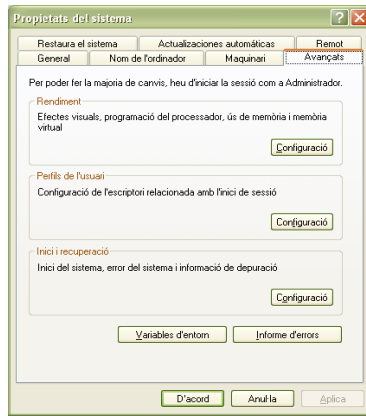 Propietats del sistema
Restaura el sistema Actualizaciones automáticas Remot
General Nom de l'ordinador Maquinari Avançats
Per poder fer la majoria de canvis, heu d'iniciar la sessió com a Administrador.
Rendiment
Efectes visuals, programació del processador, ús de memòria i memòria
virtual
Configuració
Perfils de l'usuari
Configuració de l'escriptori relacionada amb l'inici de sessió
Configuració
Inici i recuperació
Inici del sistema, error del sistema i informació de depuració
Configuració
Variables d'entorn Informe d'errors
D'acord Anul·la Aplica